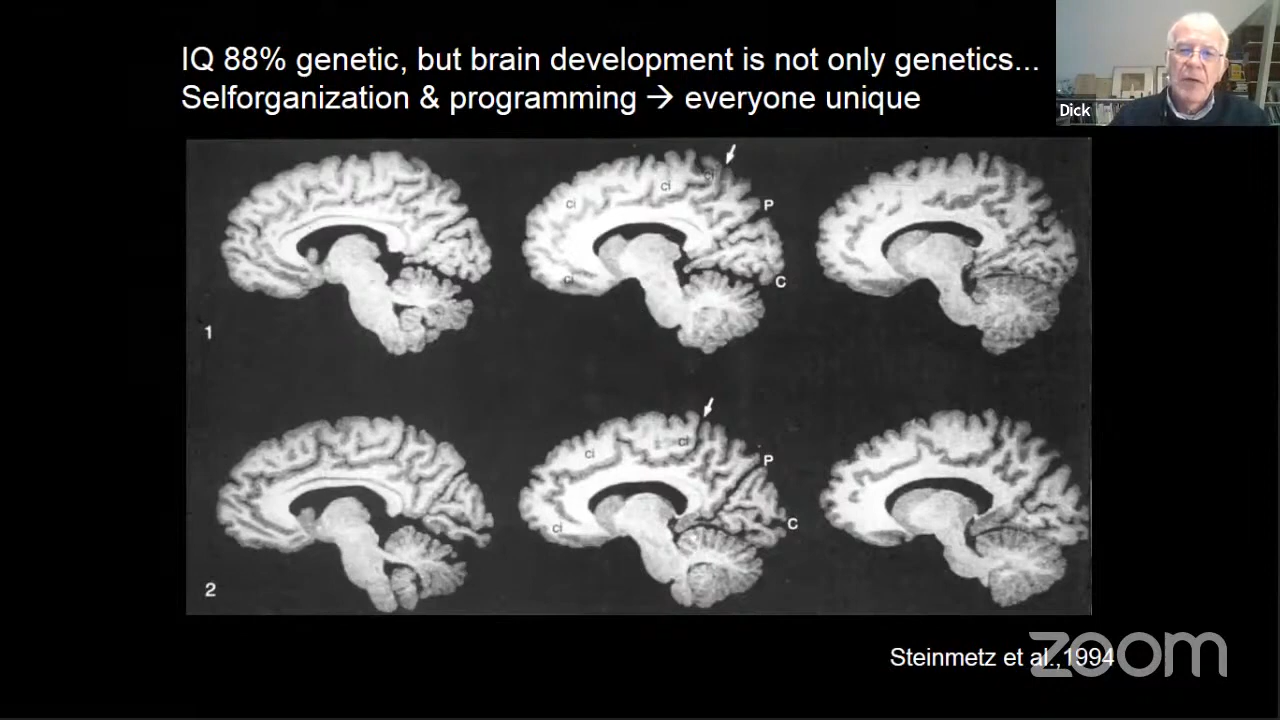 IQ 88% genetic, but brain development is not only genetics...
Selforganization & programming → everyone unique
Dick
ci
ci
ci
P
ci
C
1
ci
ci
P
ci
C
2
Steinmetz et al.,1994
zoom